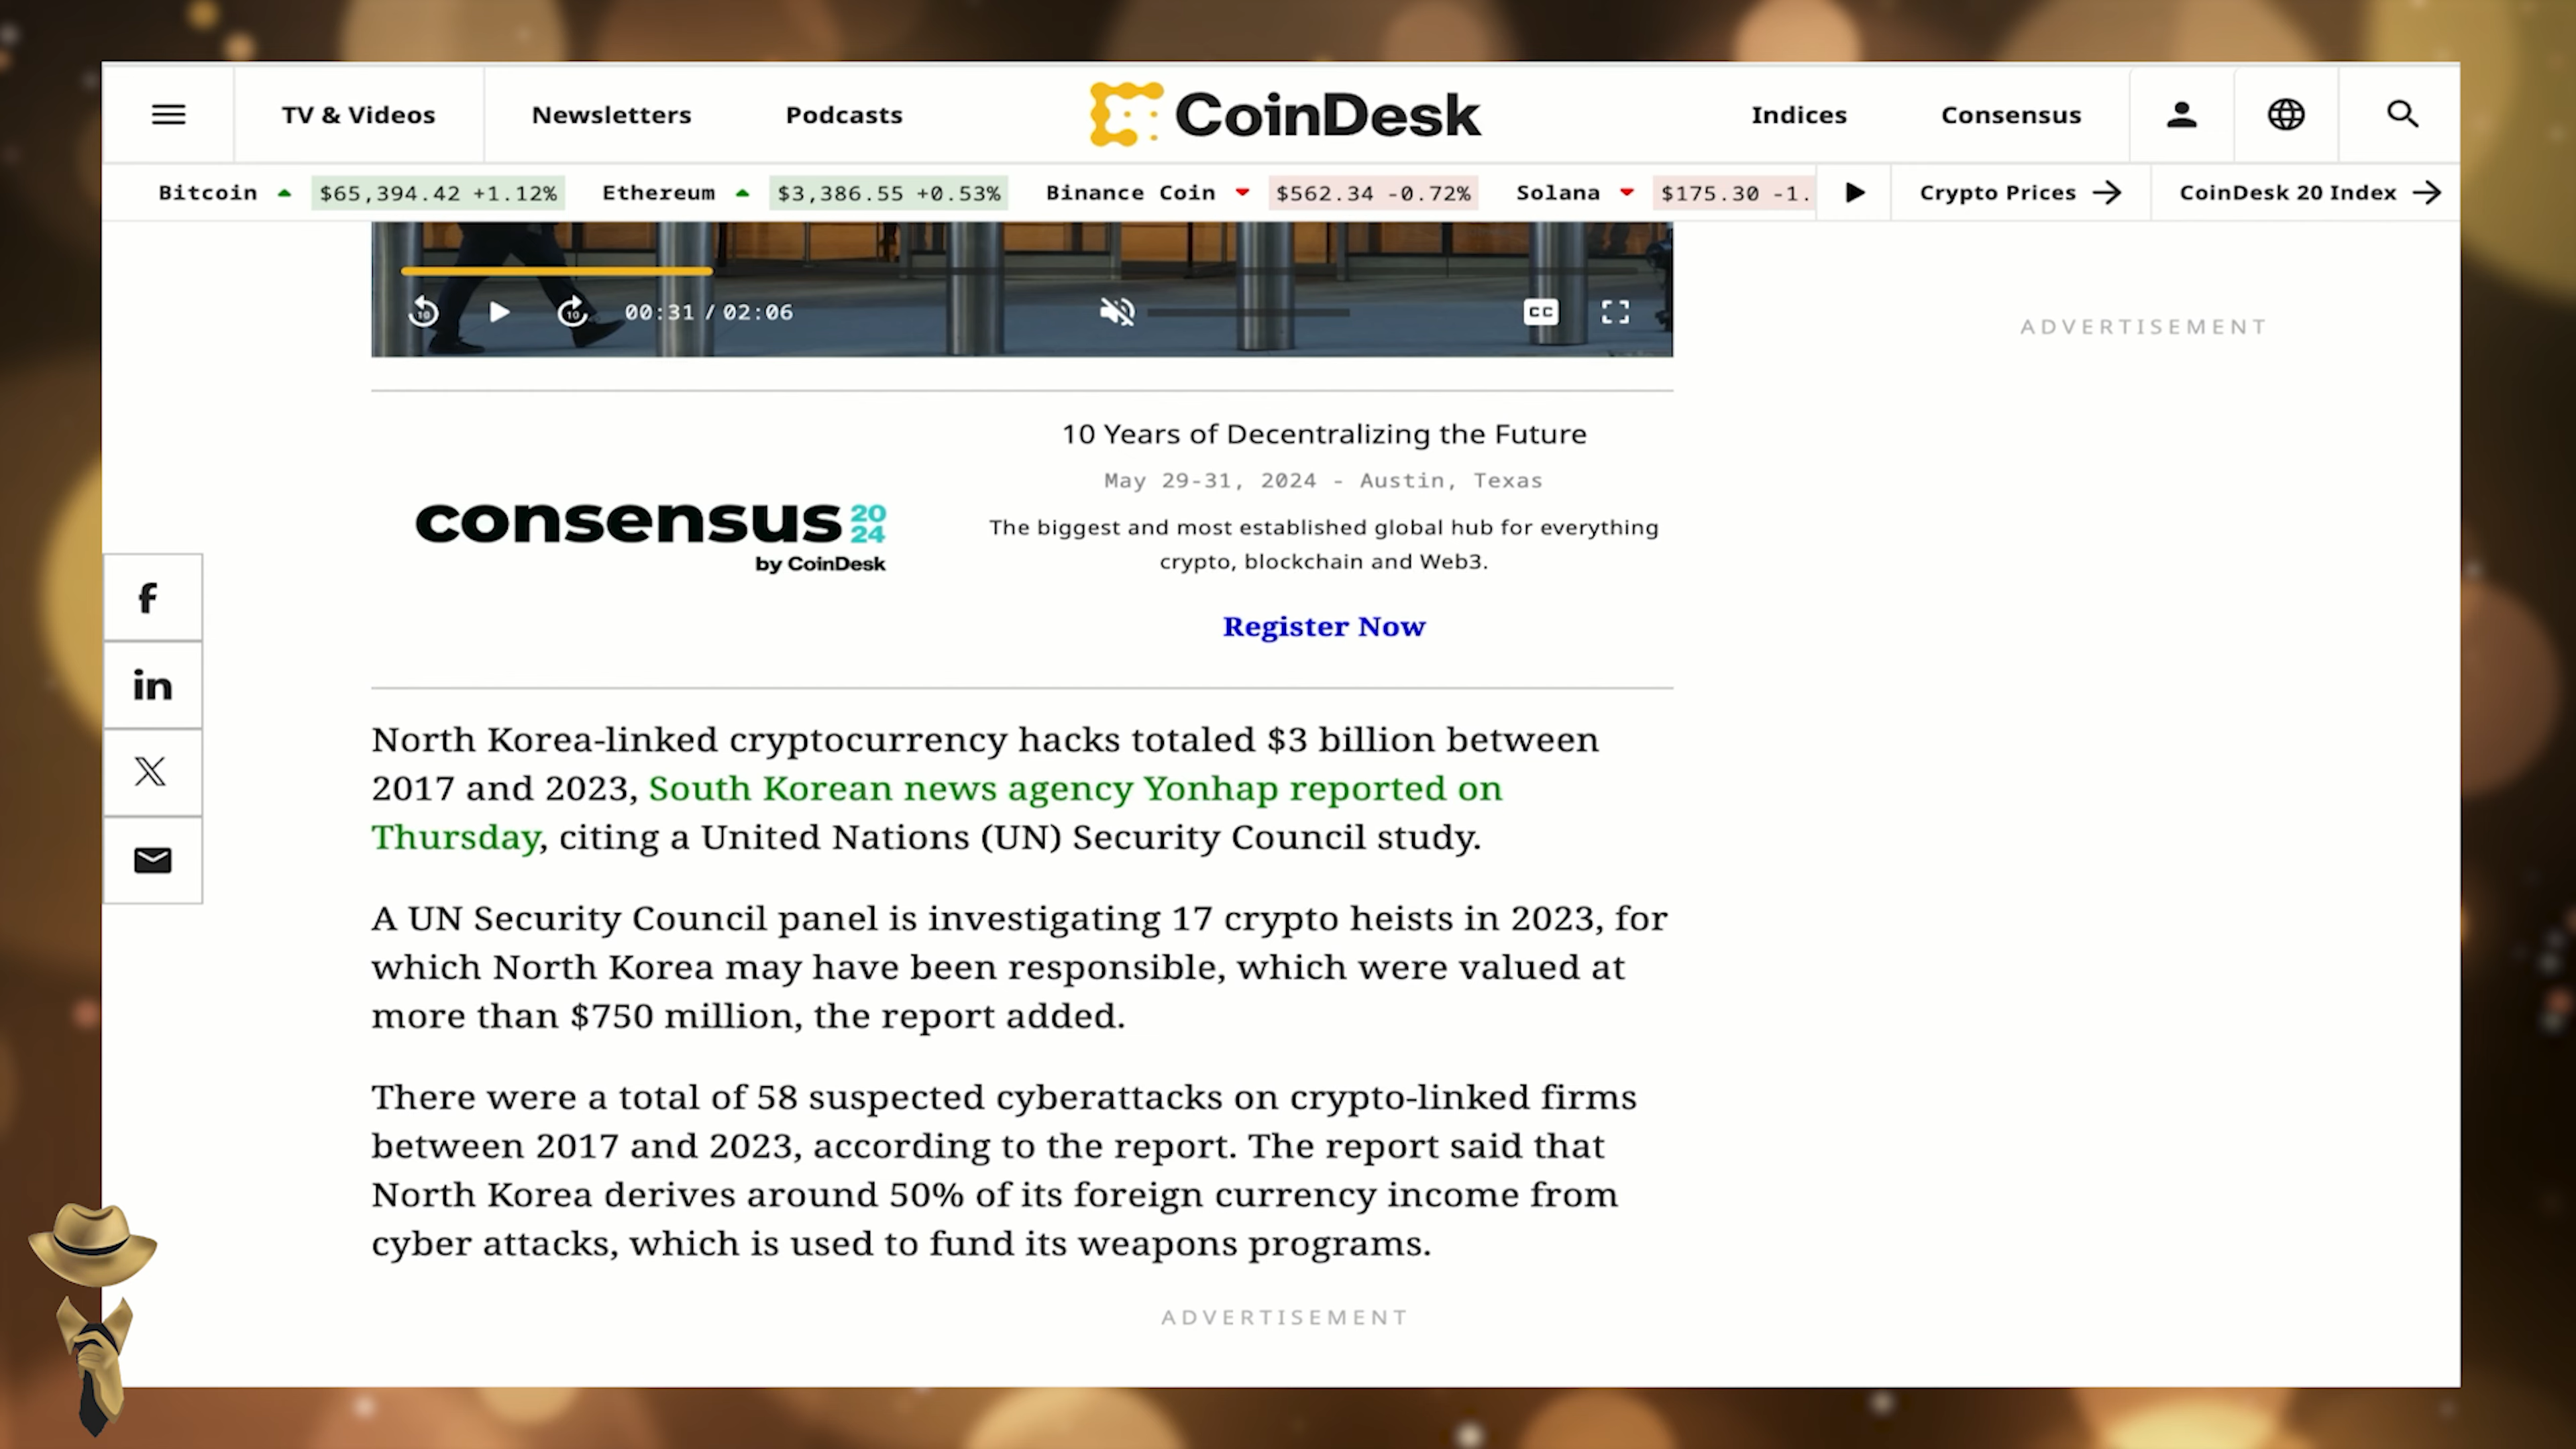 TV & Videos
Newsletters
Podcasts
CoinDesk
Indices
Consensus
Bitcoin $65,394.42 +1.12% Ethereum $3,386.55 +0.53% Binance Coin $562.34 -0.72% Solana $175.30 -1.
Crypto Prices
CoinDesk 20 Index
10
10
00:31 / 02:06
CC
ADVERTISEMENT
consensus 20
24
by CoinDesk
10 Years of Decentralizing the Future
May 29-31, 2024 - Austin, Texas
The biggest and most established global hub for everything
crypto, blockchain and Web3.
Register Now
f
in
X
North Korea-linked cryptocurrency hacks totaled $3 billion between
2017 and 2023, South Korean news agency Yonhap reported on
Thursday, citing a United Nations (UN) Security Council study.
A UN Security Council panel is investigating 17 crypto heists in 2023, for
which North Korea may have been responsible, which were valued at
more than $750 million, the report added.
There were a total of 58 suspected cyberattacks on crypto-linked firms
between 2017 and 2023, according to the report. The report said that
North Korea derives around 50% of its foreign currency income from
cyber attacks, which is used to fund its weapons programs.
ADVERTISEMENT